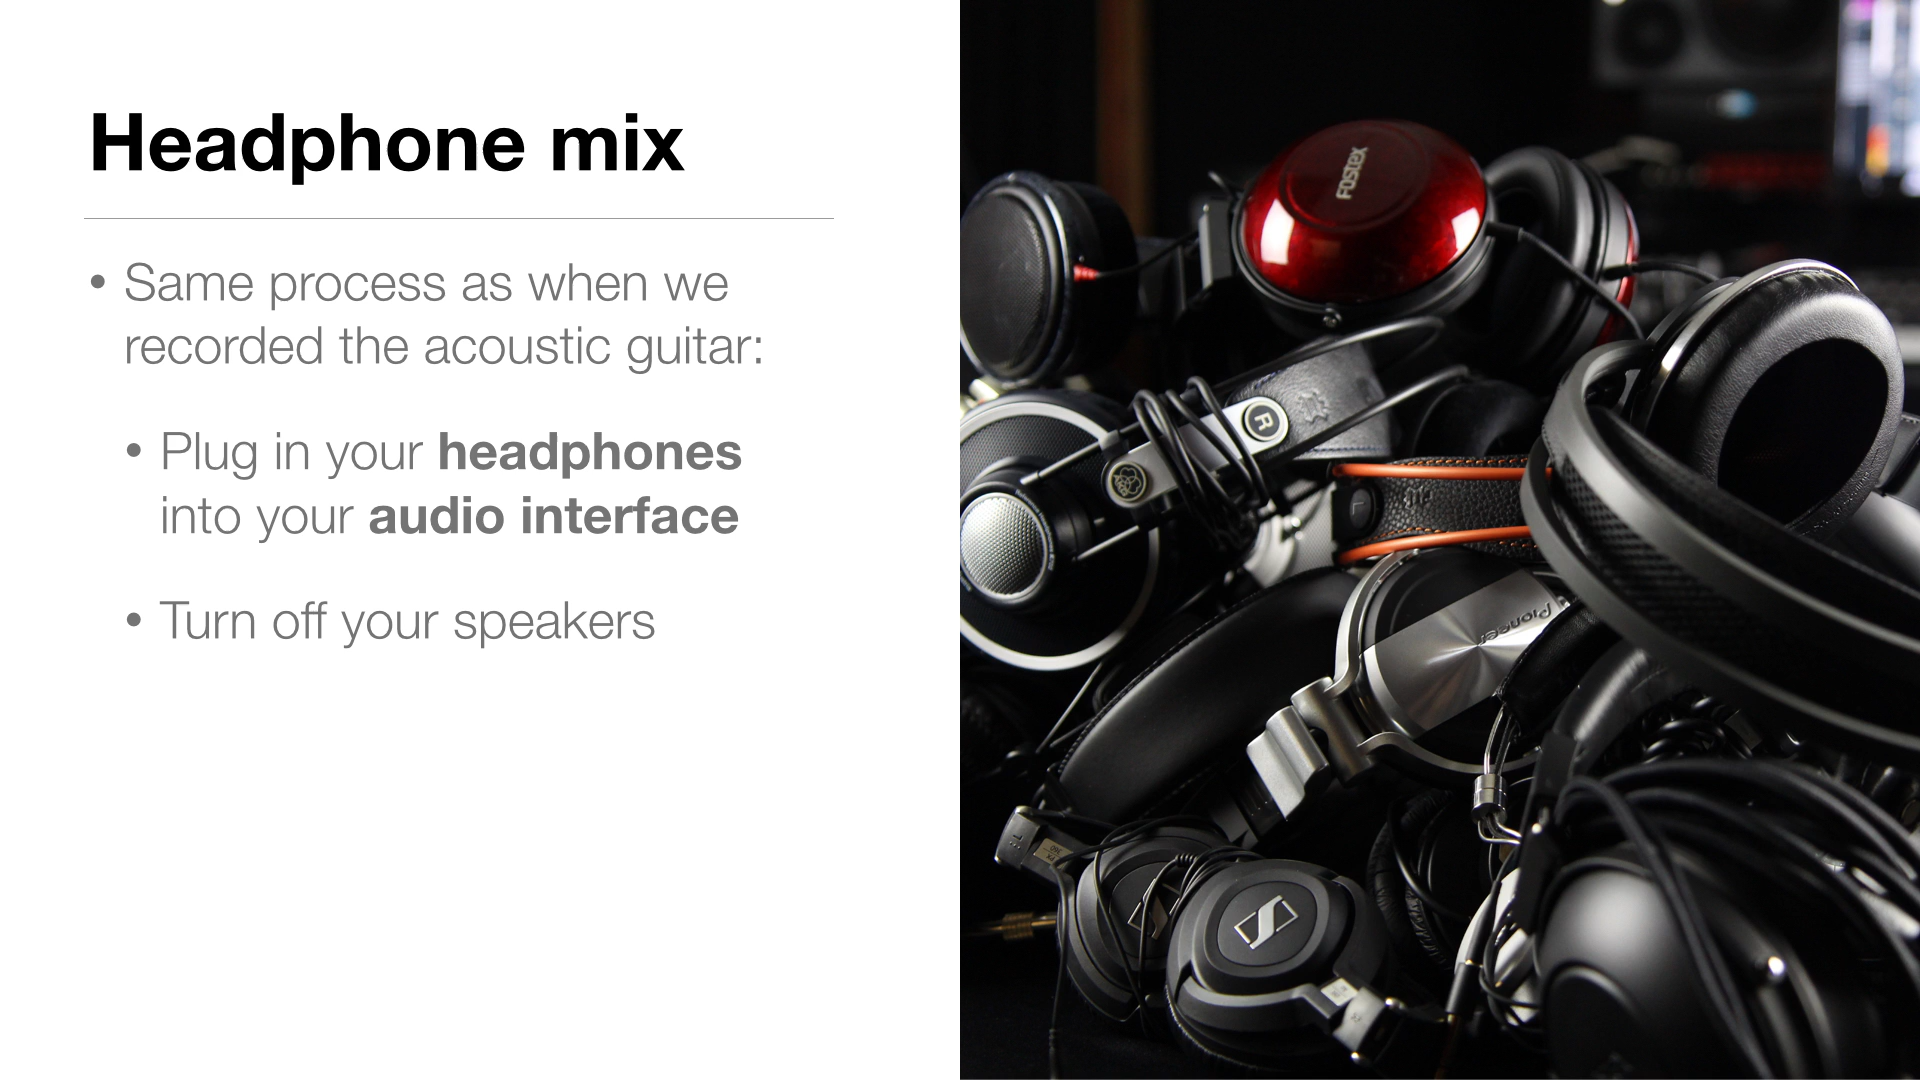 Headphone mix
• Same process as when we
recorded the acoustic guitar:
• Plug in your headphones
into your audio interface
• Turn off your speakers
FOSTEX
R
L
Pioneer